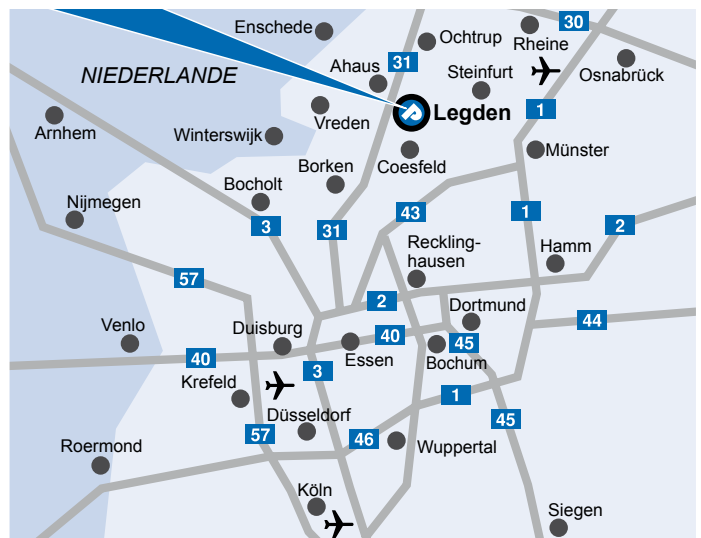 Enschede
Ochtrup
Rheine
30
31
NIEDERLANDE
Ahaus
Steinfurt
Osnabrück
Arnhem
Vreden
Legden
1
Winterswijk
Coesfeld
Münster
Borken
Bocholt
Nijmegen
3
31
43
1
2
Reckling-
hausen
Hamm
57
2
Dortmund
44
Venlo
Duisburg
40
Essen
45
Bochum
40
Krefeld
3
1
45
57
Düsseldorf
46
Wuppertal
Roermond
Köln
Siegen